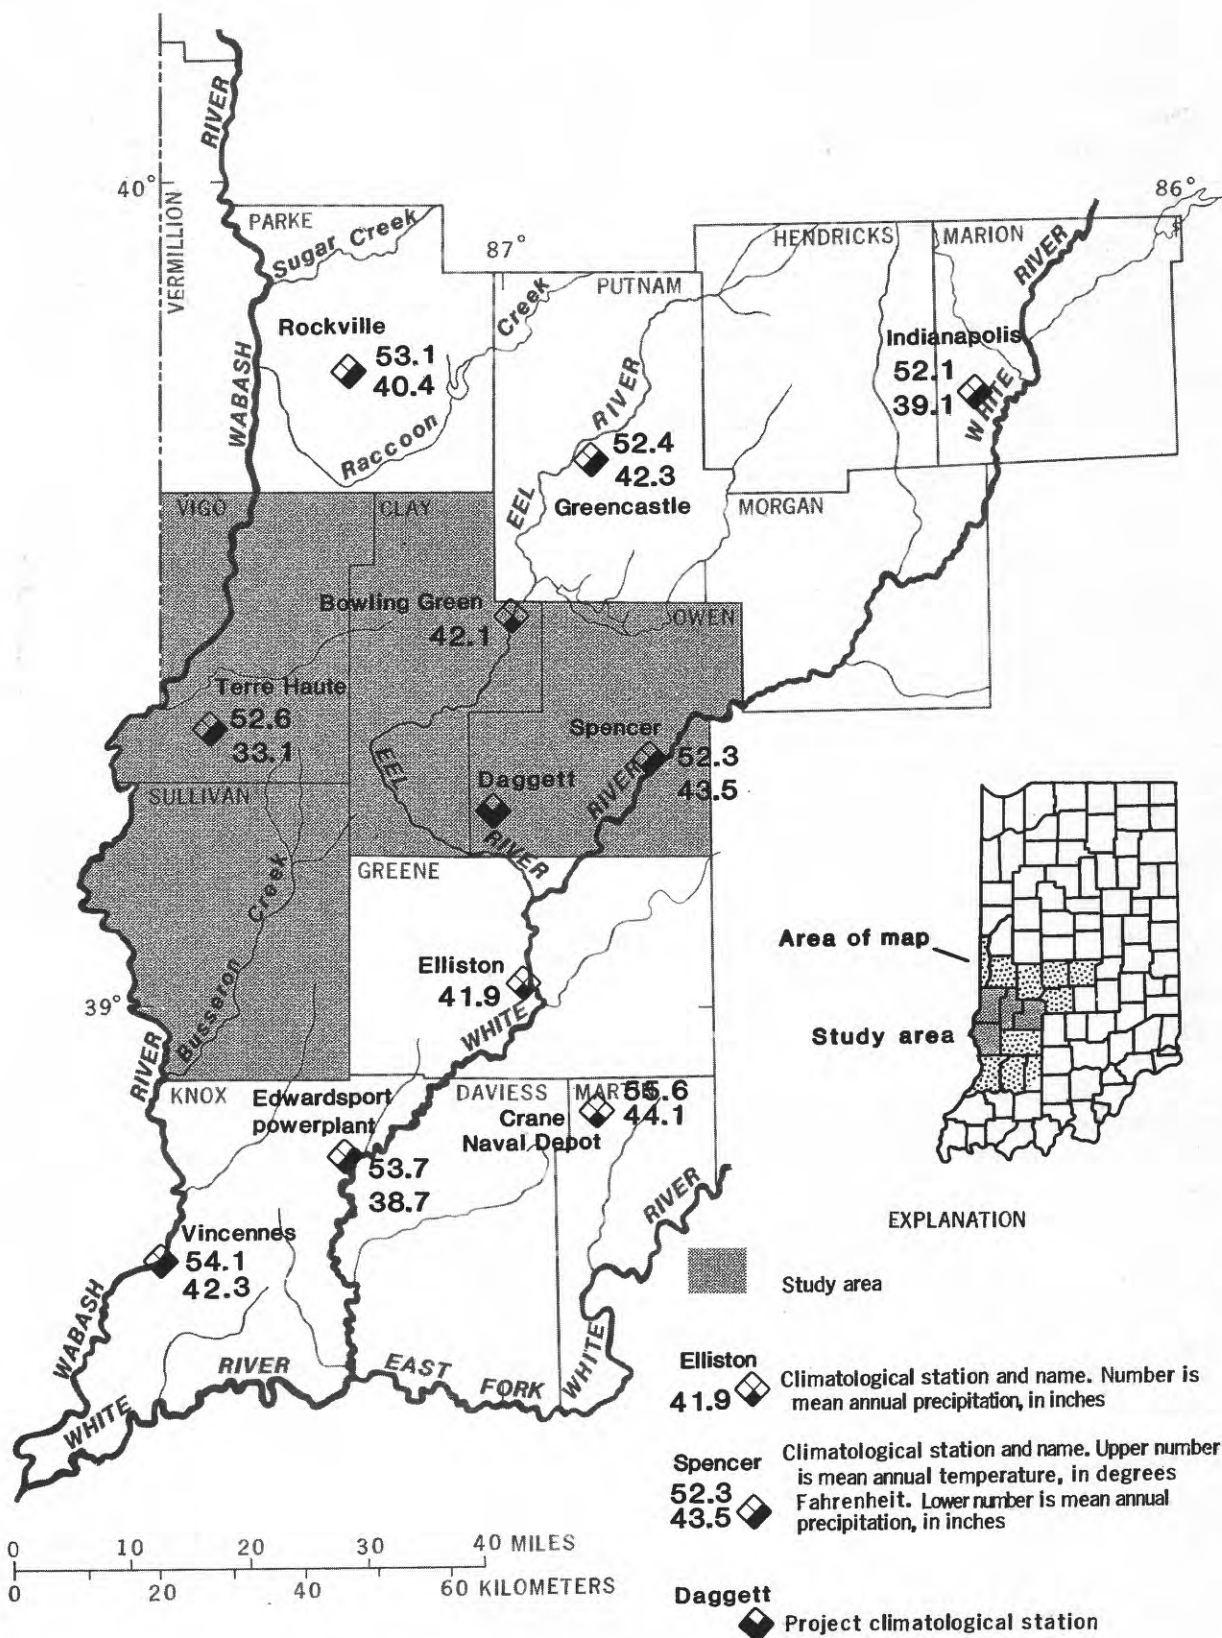 RIVER
40°
VERMILLION
PARKE
Sugar Creek
86°
HENDRICKS
MARION
RIVER
87°
Creek
PUTNAM
Rockville
53.1
40.4
WABASH
Raccoon
RIVER
Indianapolis
52.1
39.1
WHITE
52.4
42.3
Greencastle
EEL
MORGAN
VIGO
CLAY
Bowling Green
42.1
OWEN
Terre Haute
52.6
33.1
Spencer
52.3
43.5
EEL
Daggett
RIVER
RIVER
SULLIVAN
GREENE
Creek
Busseron
Area of map
Study area
Elliston
41.9
39°
WHITE
RIVER
KNOX
DAVIESS
MARTIN
55.6
44.1
Crane
Naval Depot
Edwardsport
powerplant
53.7
38.7
RIVER
Vincennes
54.1
42.3
WABASH
WHITE
RIVER
EAST
FORK
WHITE
EXPLANATION
Study area
Elliston
41.9
Climatological station and name. Number is
mean annual precipitation, in inches
Spencer
52.3
43.5
Climatological station and name. Upper number
is mean annual temperature, in degrees
Fahrenheit. Lower number is mean annual
precipitation, in inches
Daggett
Project climatological station
0 10 20 30 40 MILES
0 20 40 60 KILOMETERS